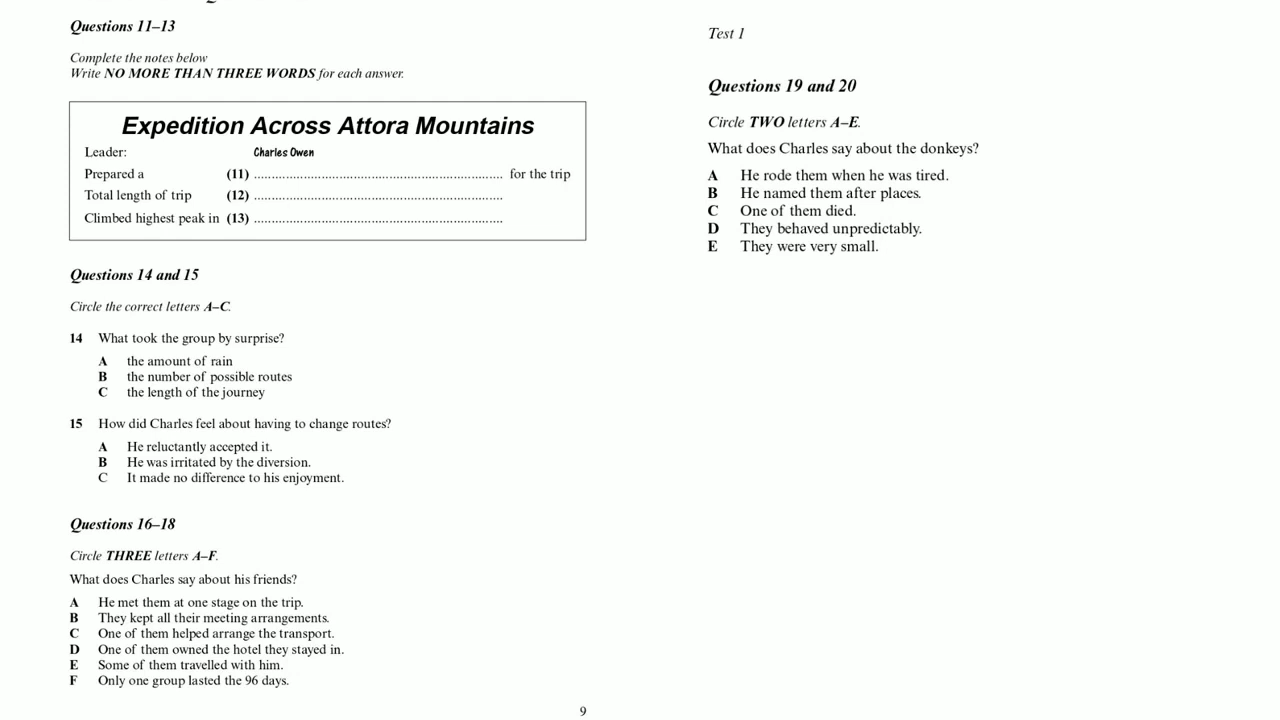 Questions 11–13
Complete the notes below
Write NO MORE THAN THREE WORDS for each answer.
Expedition Across Attora Mountains
Leader: Charles Owen
Prepared a (11) ...................................................................... for the trip
Total length of trip (12) ......................................................................
Climbed highest peak in (13) ......................................................................
Questions 14 and 15
Circle the correct letters A–C.
14 What took the group by surprise?
A the amount of rain
B the number of possible routes
C the length of the journey
15 How did Charles feel about having to change routes?
A He reluctantly accepted it.
B He was irritated by the diversion.
C It made no difference to his enjoyment.
Questions 16–18
Circle THREE letters A–F.
What does Charles say about his friends?
A He met them at one stage on the trip.
B They kept all their meeting arrangements.
C One of them helped arrange the transport.
D One of them owned the hotel they stayed in.
E Some of them travelled with him.
F Only one group lasted the 96 days.
9
Test 1
Questions 19 and 20
Circle TWO letters A–E.
What does Charles say about the donkeys?
A He rode them when he was tired.
B He named them after places.
C One of them died.
D They behaved unpredictably.
E They were very small.